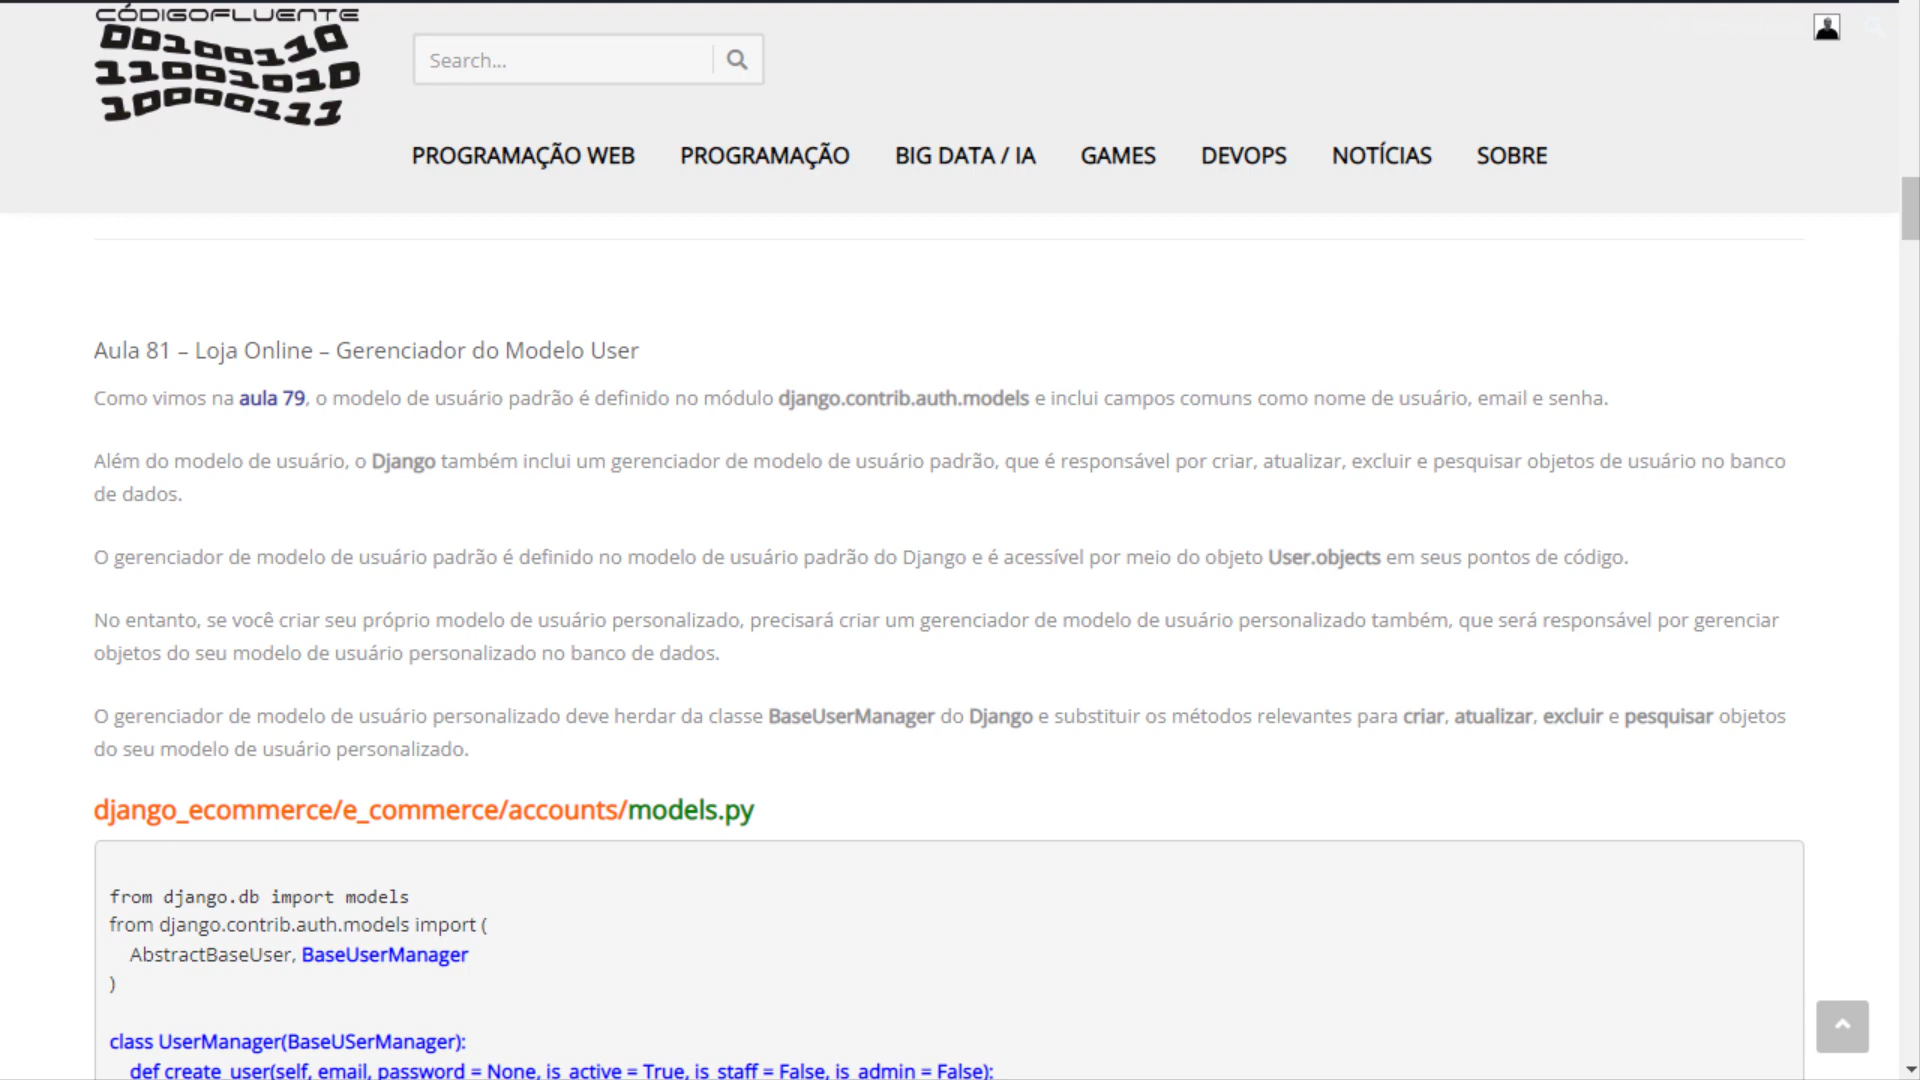 CÓDIGOFLUENTE
00100110
11001010
10000111
Search...
PROGRAMAÇÃO WEB PROGRAMAÇÃO BIG DATA / IA GAMES DEVOPS NOTÍCIAS SOBRE
Aula 81 – Loja Online – Gerenciador do Modelo User
Como vimos na aula 79, o modelo de usuário padrão é definido no módulo django.contrib.auth.models e inclui campos comuns como nome de usuário, email e senha.
Além do modelo de usuário, o Django também inclui um gerenciador de modelo de usuário padrão, que é responsável por criar, atualizar, excluir e pesquisar objetos de usuário no banco
de dados.
O gerenciador de modelo de usuário padrão é definido no modelo de usuário padrão do Django e é acessível por meio do objeto User.objects em seus pontos de código.
No entanto, se você criar seu próprio modelo de usuário personalizado, precisará criar um gerenciador de modelo de usuário personalizado também, que será responsável por gerenciar
objetos do seu modelo de usuário personalizado no banco de dados.
O gerenciador de modelo de usuário personalizado deve herdar da classe BaseUserManager do Django e substituir os métodos relevantes para criar, atualizar, excluir e pesquisar objetos
do seu modelo de usuário personalizado.
django_ecommerce/e_commerce/accounts/models.py
from django.db import models
from django.contrib.auth.models import (
AbstractBaseUser, BaseUserManager
)
class UserManager(BaseUSerManager):
def create_user(self, email, password = None, is_active = True, is_staff = False, is_admin = False):